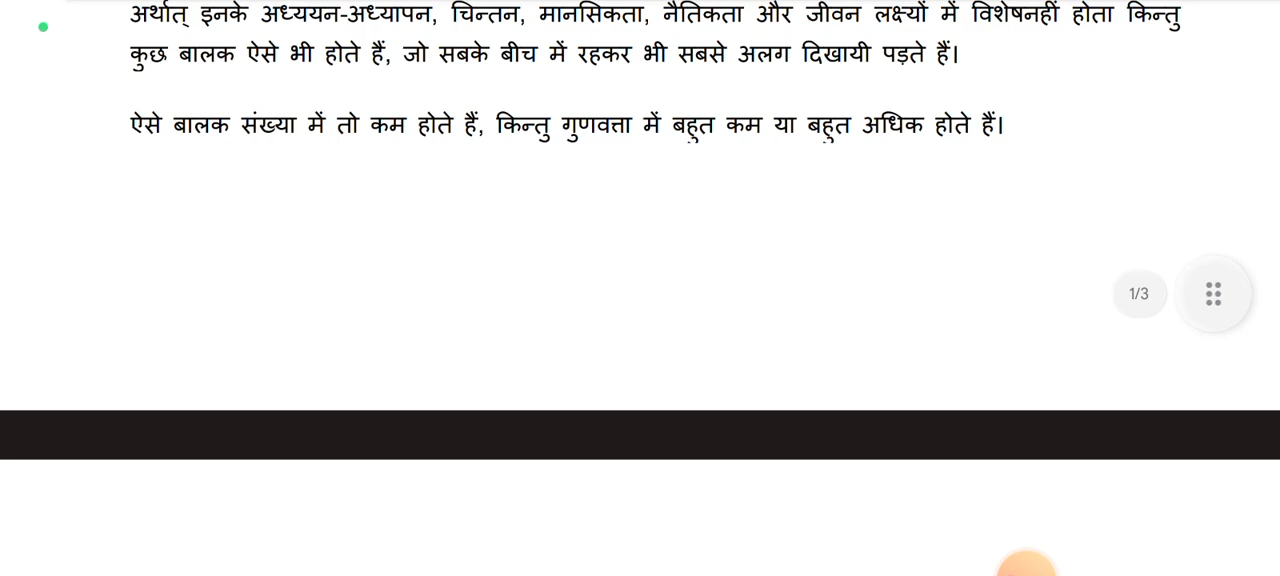 अर्थात् इनके अध्ययन-अध्यापन, चिन्तन, मानसिकता, नैतिकता और जीवन लक्ष्यों में विशेषनहीं होता किन्तु
कुछ बालक ऐसे भी होते हैं, जो सबके बीच में रहकर भी सबसे अलग दिखायी पड़ते हैं।
ऐसे बालक संख्या में तो कम होते हैं, किन्तु गुणवत्ता में बहुत कम या बहुत अधिक होते हैं।
1/3